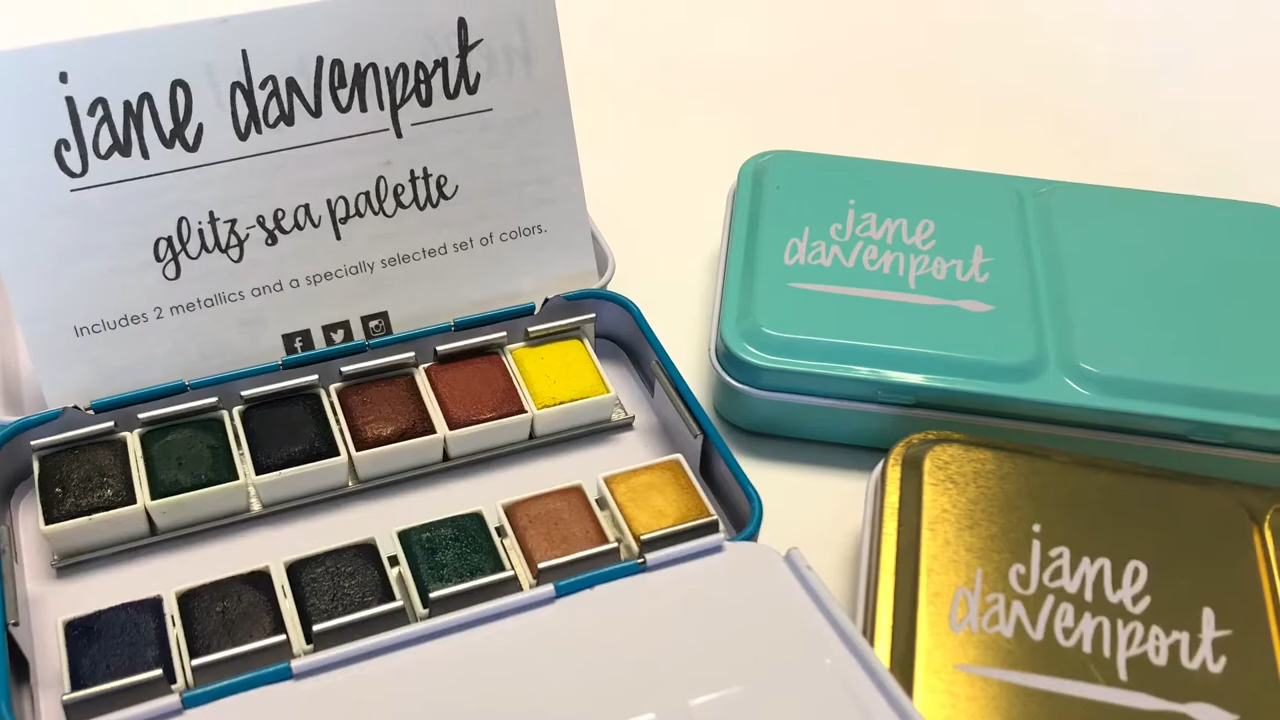 jane davenport
glitz-sea palette
Includes 2 metallics and a specially selected set of colors.
jane
davenport
jane
davenport